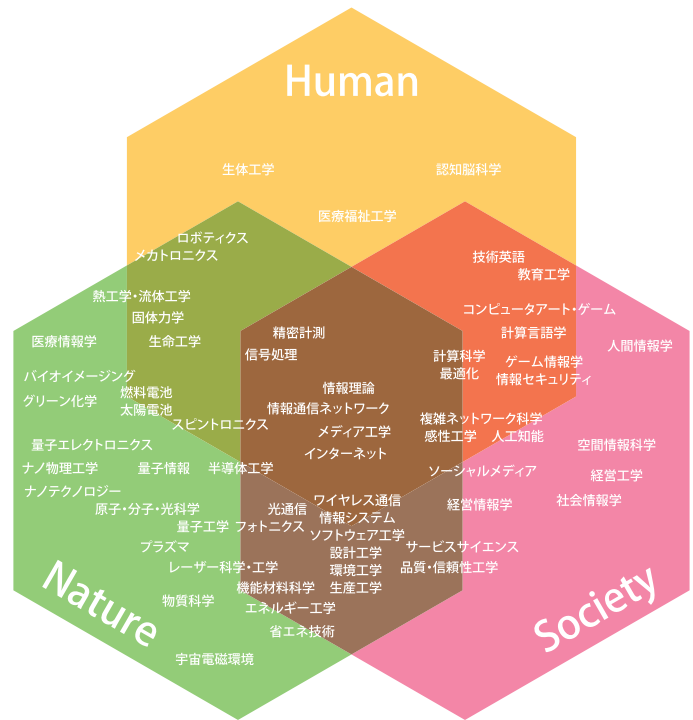 Human
生体工学
認知脳科学
医療福祉工学
ロボティクス
メカトロニクス
技術英語
教育工学
熱工学・流体工学
固体力学
生命工学
医療情報学
コンピュータアート・ゲーム
計算言語学
人間情報学
精密計測
信号処理
計算科学
最適化
ゲーム情報学
情報セキュリティ
バイオイメージング
グリーン化学
燃料電池
太陽電池
スピントロニクス
情報理論
情報通信ネットワーク
メディア工学
インターネット
複雑ネットワーク科学
感性工学
人工知能
量子エレクトロニクス
ナノ物理工学
量子情報
半導体工学
ナノテクノロジー
ソーシャルメディア
空間情報科学
経営工学
社会情報学
経営情報学
原子・分子・光科学
量子工学
光通信
フォトニクス
ワイヤレス通信
情報システム
ソフトウェア工学
設計工学
環境工学
生産工学
サービスサイエンス
品質・信頼性工学
プラズマ
レーザー科学・工学
機能材料科学
物質科学
エネルギー工学
省エネ技術
宇宙電磁環境
Nature
Society